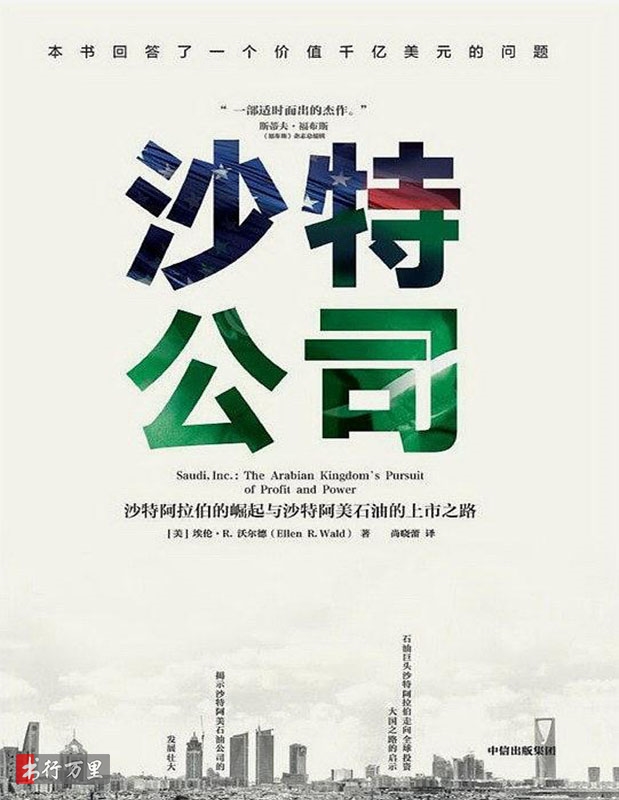 本书回答了一个价值千亿美元的问题
“一部适时而出的杰作。”
斯蒂夫·福布斯
《福布斯》杂志总编辑
沙特
公司
Saudi, Inc.: The Arabian Kingdom's Pursuit
of Profit and Power
沙特阿拉伯的崛起与沙特阿美石油的上市之路
[美] 埃伦·R. 沃尔德（Ellen R. Wald）著 尚晓蕾 译
石油巨头沙特阿拉伯走向全球投资
大国之路的启示
揭示沙特阿美石油公司的
发展壮大
中信出版集团
书行万里